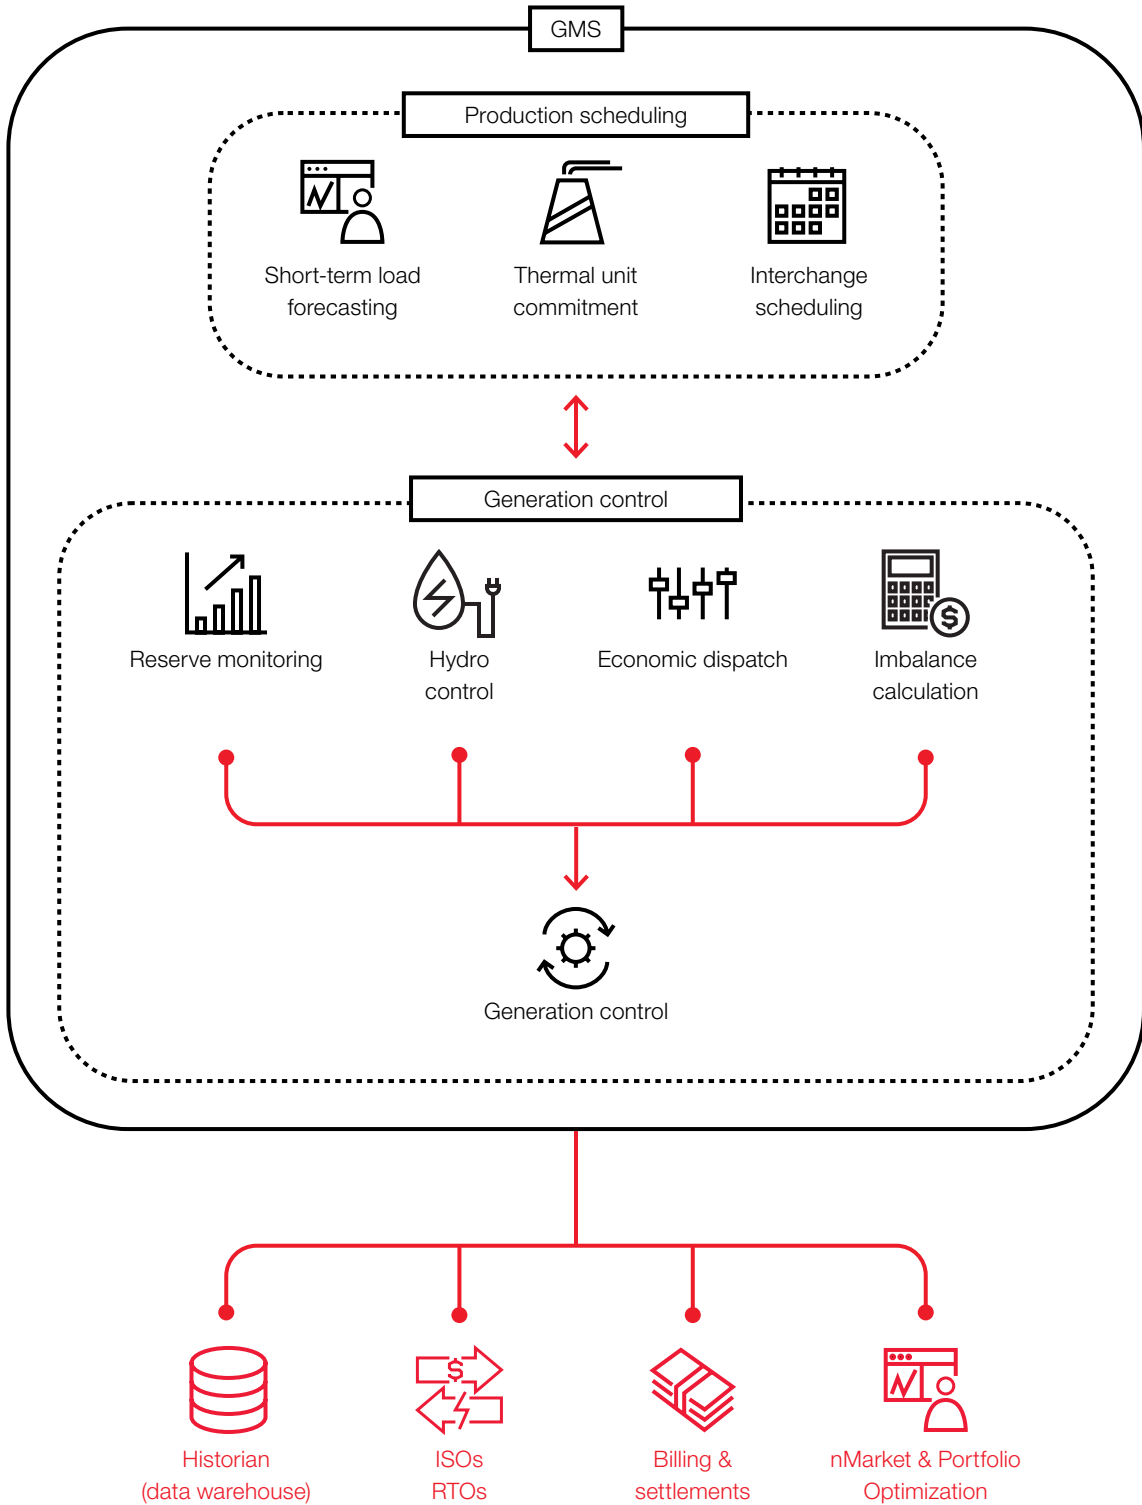 GMS
Production scheduling
Short-term load
forecasting
Thermal unit
commitment
Interchange
scheduling
Generation control
Reserve monitoring
Hydro
control
Economic dispatch
Imbalance
calculation
Generation control
Historian
(data warehouse)
ISOs
RTOs
Billing &
settlements
nMarket & Portfolio
Optimization